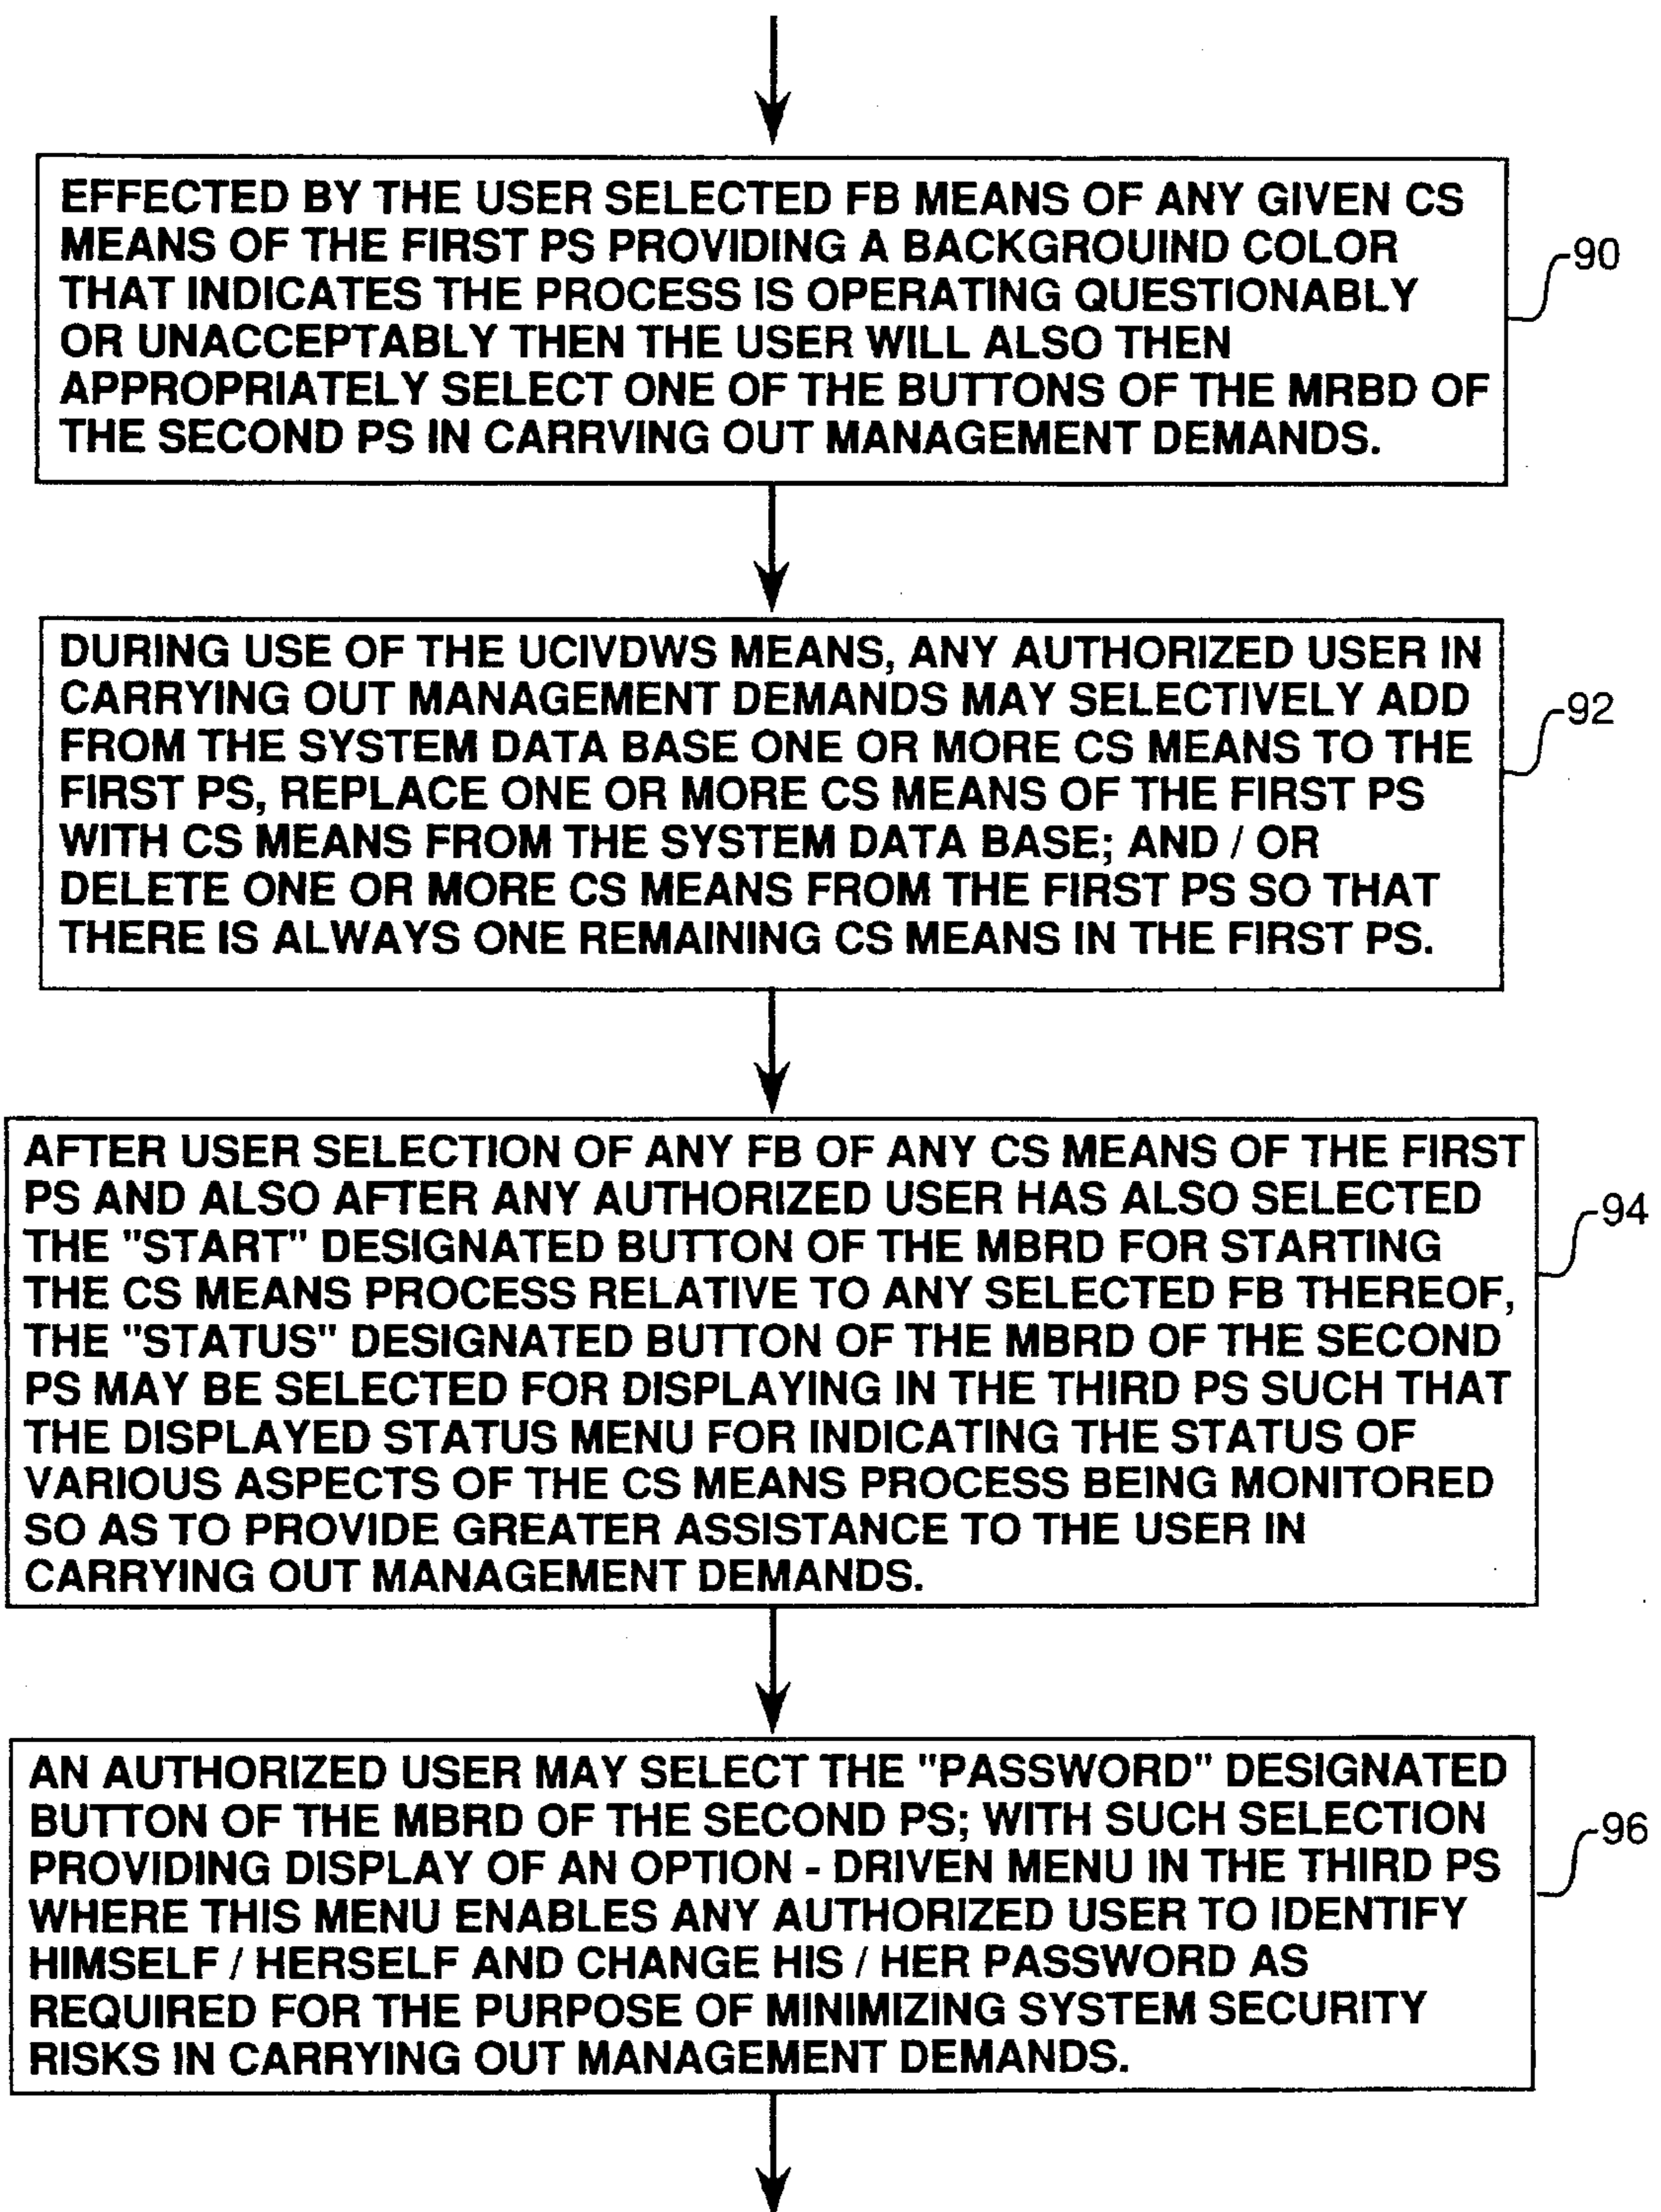 EFFECTED BY THE USER SELECTED FB MEANS OF ANY GIVEN CS
MEANS OF THE FIRST PS PROVIDING A BACKGROUIND COLOR
THAT INDICATES THE PROCESS IS OPERATING QUESTIONABLY
OR UNACCEPTABLY THEN THE USER WILL ALSO THEN
APPROPRIATELY SELECT ONE OF THE BUTTONS OF THE MRBD OF
THE SECOND PS IN CARRVING OUT MANAGEMENT DEMANDS.
90
DURING USE OF THE UCIVDWS MEANS, ANY AUTHORIZED USER IN
CARRYING OUT MANAGEMENT DEMANDS MAY SELECTIVELY ADD
FROM THE SYSTEM DATA BASE ONE OR MORE CS MEANS TO THE
FIRST PS, REPLACE ONE OR MORE CS MEANS OF THE FIRST PS
WITH CS MEANS FROM THE SYSTEM DATA BASE; AND / OR
DELETE ONE OR MORE CS MEANS FROM THE FIRST PS SO THAT
THERE IS ALWAYS ONE REMAINING CS MEANS IN THE FIRST PS.
92
AFTER USER SELECTION OF ANY FB OF ANY CS MEANS OF THE FIRST
PS AND ALSO AFTER ANY AUTHORIZED USER HAS ALSO SELECTED
THE "START" DESIGNATED BUTTON OF THE MBRD FOR STARTING
THE CS MEANS PROCESS RELATIVE TO ANY SELECTED FB THEREOF,
THE "STATUS" DESIGNATED BUTTON OF THE MBRD OF THE SECOND
PS MAY BE SELECTED FOR DISPLAYING IN THE THIRD PS SUCH THAT
THE DISPLAYED STATUS MENU FOR INDICATING THE STATUS OF
VARIOUS ASPECTS OF THE CS MEANS PROCESS BEING MONITORED
SO AS TO PROVIDE GREATER ASSISTANCE TO THE USER IN
CARRYING OUT MANAGEMENT DEMANDS.
94
AN AUTHORIZED USER MAY SELECT THE "PASSWORD" DESIGNATED
BUTTON OF THE MBRD OF THE SECOND PS; WITH SUCH SELECTION
PROVIDING DISPLAY OF AN OPTION - DRIVEN MENU IN THE THIRD PS
WHERE THIS MENU ENABLES ANY AUTHORIZED USER TO IDENTIFY
HIMSELF / HERSELF AND CHANGE HIS / HER PASSWORD AS
REQUIRED FOR THE PURPOSE OF MINIMIZING SYSTEM SECURITY
RISKS IN CARRYING OUT MANAGEMENT DEMANDS.
96